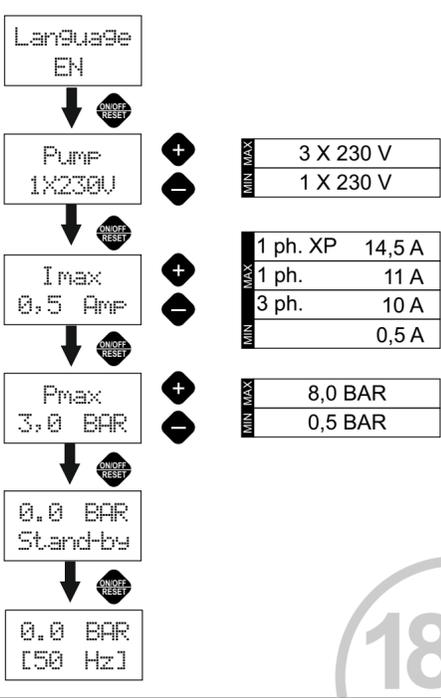 Language
EN
ON/OFF
RESET
Pump
1X230V
+
−
MAX
3 X 230 V
MIN
1 X 230 V
ON/OFF
RESET
Imax
0,5 Amp
+
−
MAX
1 ph. XP 14,5 A
1 ph. 11 A
3 ph. 10 A
MIN
0,5 A
ON/OFF
RESET
Pmax
3,0 BAR
+
−
MAX
8,0 BAR
MIN
0,5 BAR
ON/OFF
RESET
0.0 BAR
Stand-by
ON/OFF
RESET
0.0 BAR
[50 Hz]
18